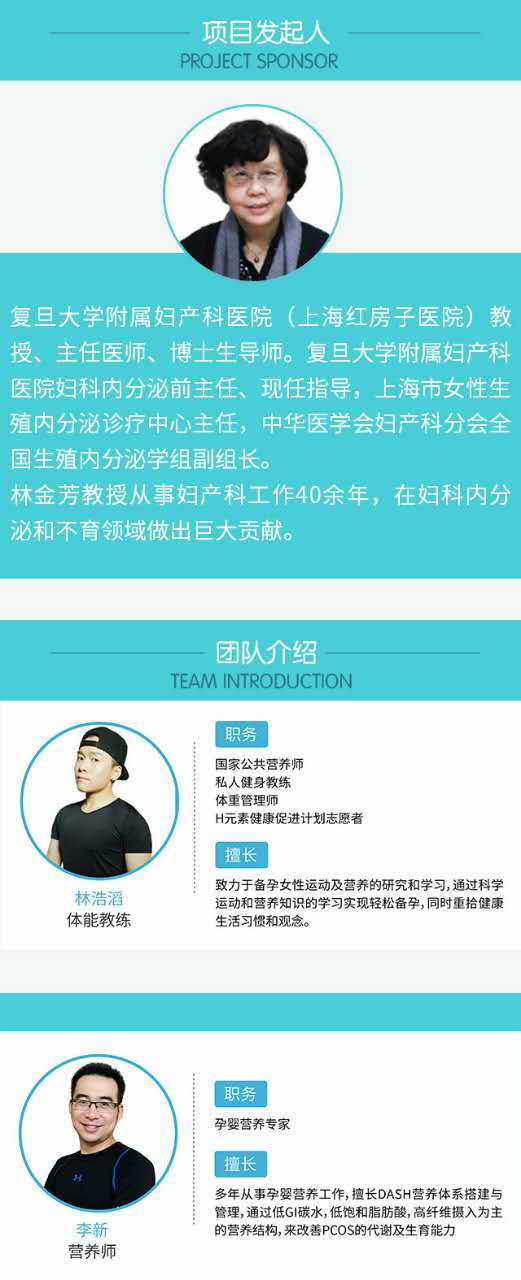 项目发起人
PROJECT SPONSOR
复旦大学附属妇产科医院（上海红房子医院）教
授、主任医师、博士生导师。复旦大学附属妇产科
医院妇科内分泌前主任、现任指导，上海市女性生
殖内分泌诊疗中心主任，中华医学会妇产科分会全
国生殖内分泌学组副组长。
林金芳教授从事妇产科工作40余年，在妇科内分
泌和不育领域做出巨大贡献。
团队介绍
TEAM INTRODUCTION
职务
国家公共营养师
私人健身教练
体重管理师
H元素健康促进计划志愿者
擅长
致力于备孕女性运动及营养的研究和学习，通过科学
运动和营养知识的学习实现轻松备孕，同时重拾健康
生活习惯和观念。
林浩滔
体能教练
职务
孕婴营养专家
擅长
多年从事孕婴营养工作，擅长DASH营养体系搭建与
管理，通过低GI碳水，低饱和脂肪酸，高纤维摄入为主
的营养结构，来改善PCOS的代谢及生育能力
李新
营养师